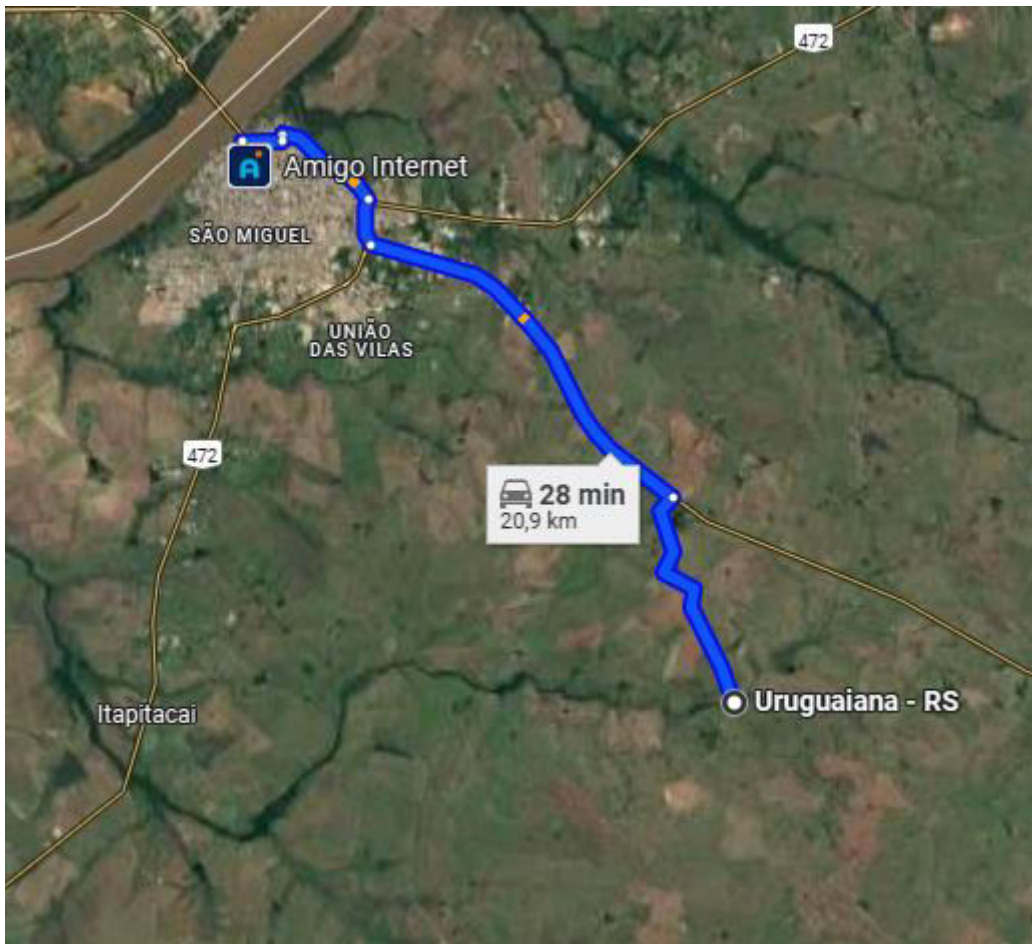 472
Amigo Internet
SÃO MIGUEL
UNIÃO
DAS VILAS
472
28 min
20,9 km
Uruguaiana - RS
Itapitacai